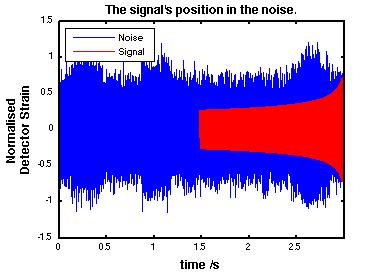 The signal's position in the noise.
1.5
1
0.5
0
-0.5
-1
-1.5
Normalised
Detector Strain
Noise
Signal
0 0.5 1 1.5 2 2.5
time /s